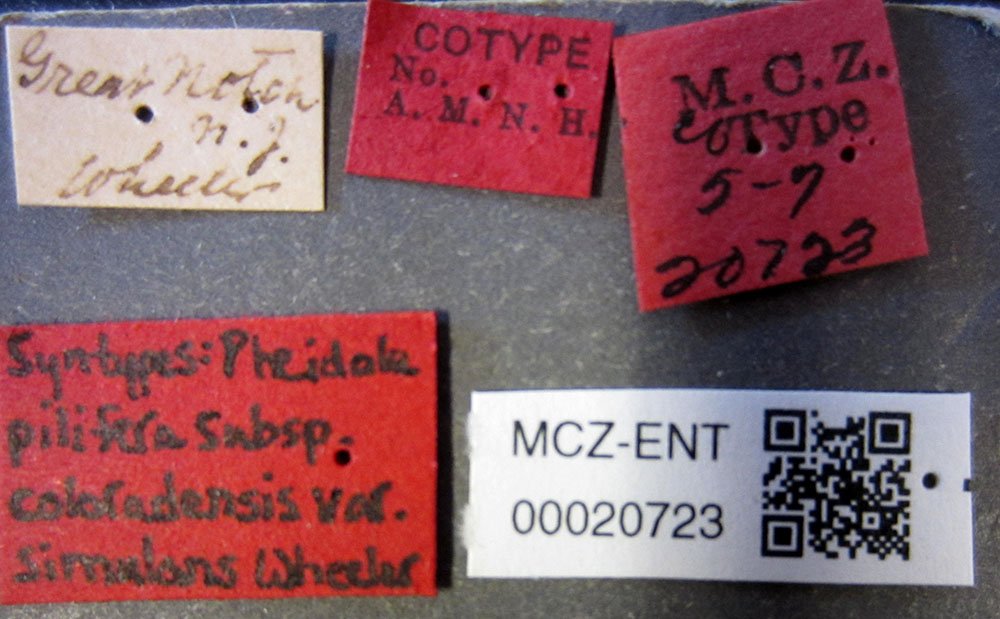 Great Notch
N. J.
Wheeler
COTYPE
No.
A. M. N. H.
M. C. Z.
CoType
5-7
20723
Syntypes: Pheidole
pilifera Subsp.
coloradensis var.
simulans Wheeler
MCZ-ENT
00020723